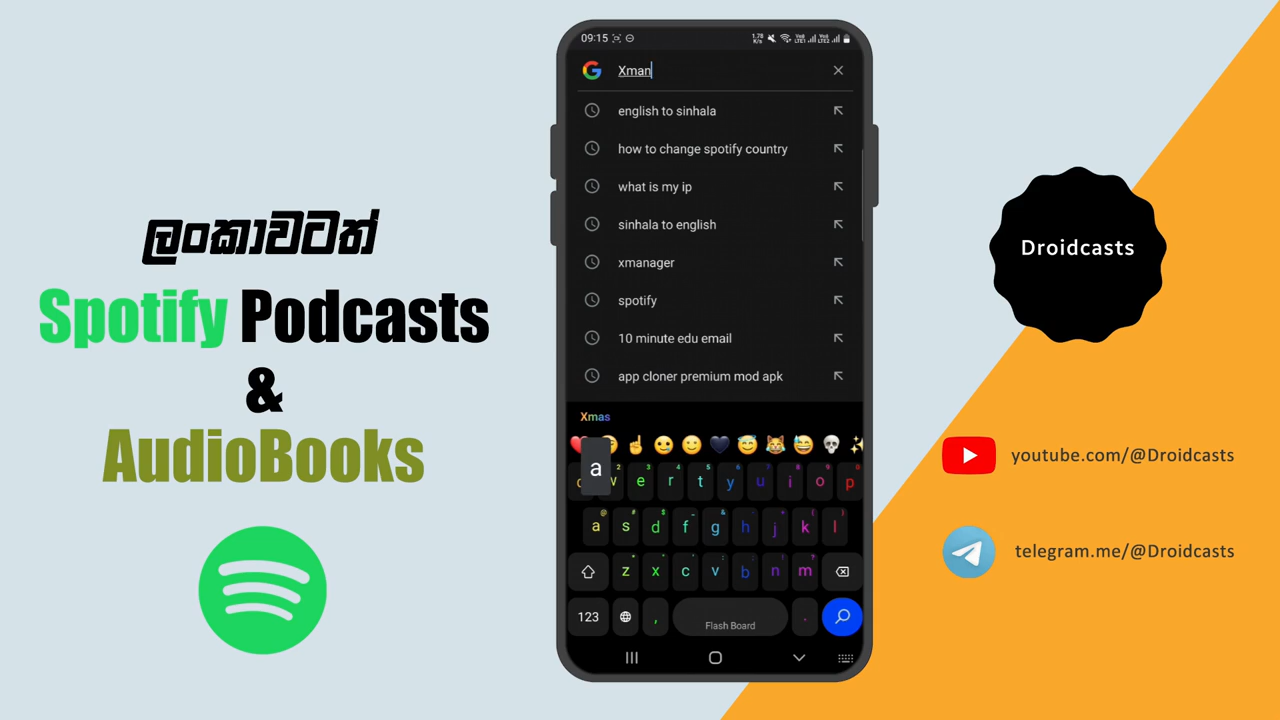 ලංකාවටත්
Spotify Podcasts
&
AudioBooks
09:15
1.78 K/s
Xman
english to sinhala
how to change spotify country
what is my ip
sinhala to english
xmanager
spotify
10 minute edu email
app cloner premium mod apk
Xmas
a
w e r t y u i o p
a s d f g h j k l
z x c v b n m
123 , Flash Board .
Droidcasts
youtube.com/@Droidcasts
telegram.me/@Droidcasts